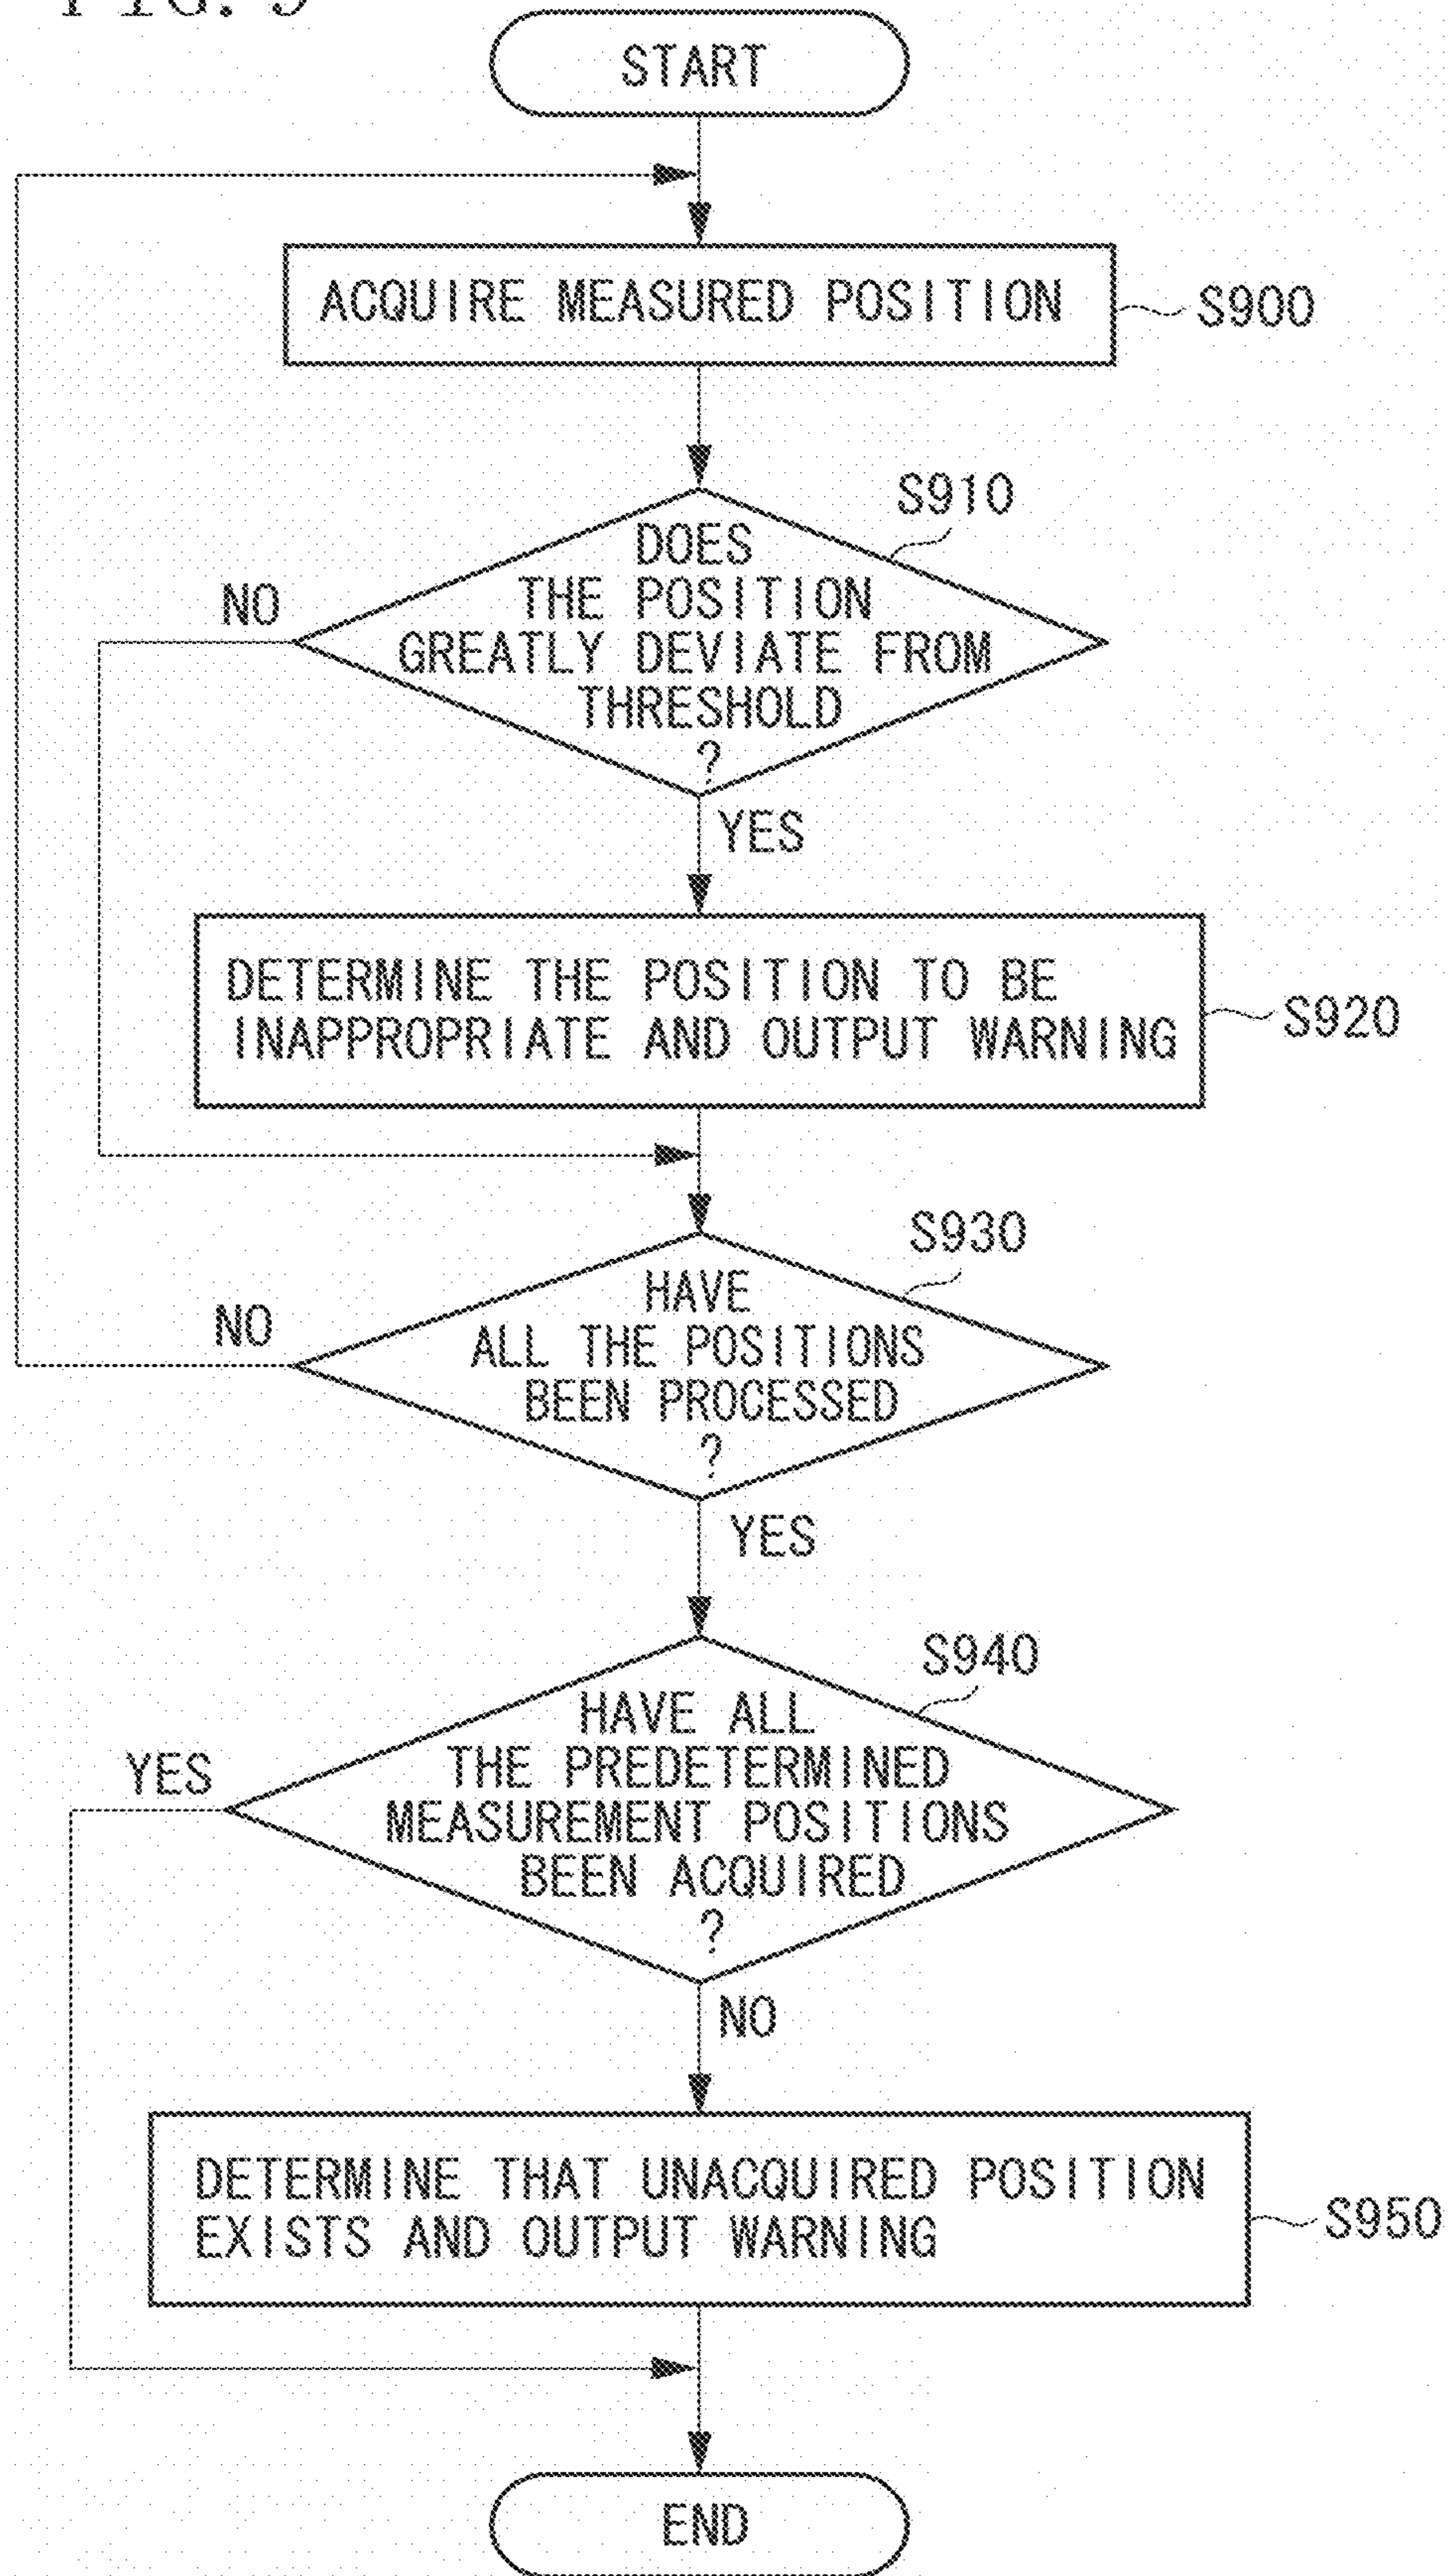 START
ACQUIRE MEASURED POSITION
S900
S910
DOES
THE POSITION
GREATLY DEVIATE FROM
THRESHOLD
?
NO
YES
DETERMINE THE POSITION TO BE
INAPPROPRIATE AND OUTPUT WARNING
S920
S930
HAVE
ALL THE POSITIONS
BEEN PROCESSED
?
NO
YES
S940
HAVE ALL
THE PREDETERMINED
MEASUREMENT POSITIONS
BEEN ACQUIRED
?
YES
NO
DETERMINE THAT UNACQUIRED POSITION
EXISTS AND OUTPUT WARNING
S950
END